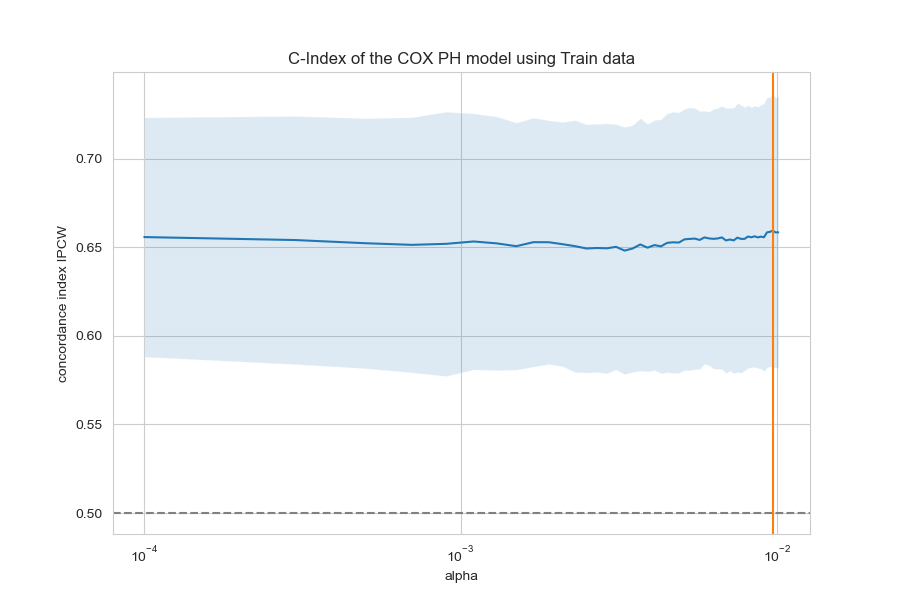 C-Index of the COX PH model using Train data
concordance index IPCW
0.70
0.65
0.60
0.55
0.50
10⁻⁴ 10⁻³ 10⁻²
alpha